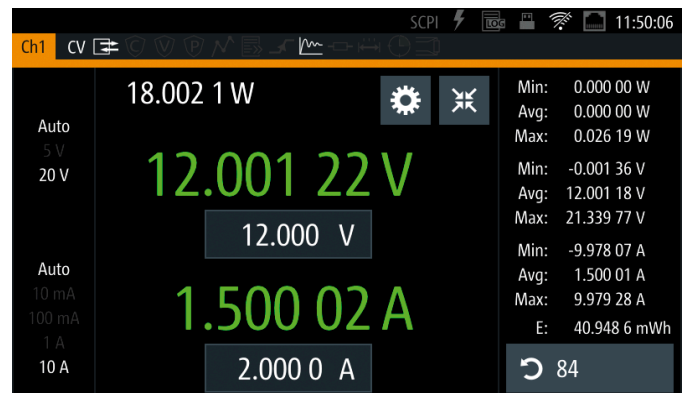 SCPI LOG 11:50:06
Ch1 CV
18.002 1 W
Auto
5 V
20 V
12.001 22 V
12.000 V
Auto
10 mA
100 mA
1 A
10 A
1.500 02 A
2.000 0 A
Min: 0.000 00 W
Avg: 0.000 00 W
Max: 0.026 19 W
Min: -0.001 36 V
Avg: 12.001 18 V
Max: 21.339 77 V
Min: -9.978 07 A
Avg: 1.500 01 A
Max: 9.979 28 A
E: 40.948 6 mWh
84